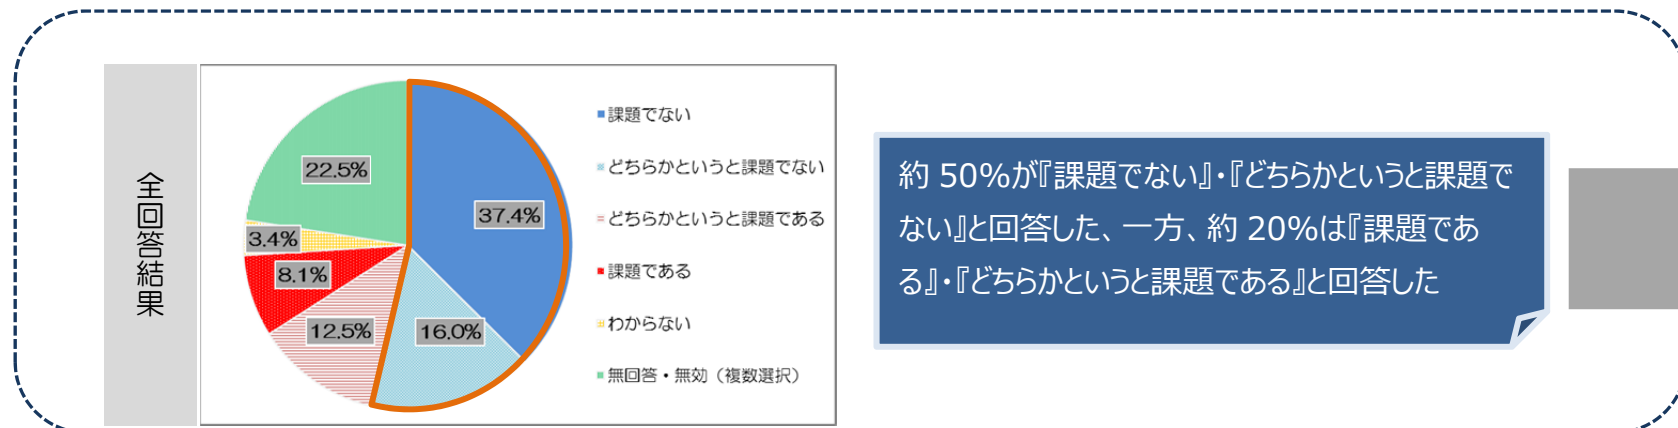 全回答結果
22.5%
37.4%
3.4%
8.1%
12.5%
16.0%
課題でない
どちらかというと課題でない
どちらかというと課題である
課題である
わからない
無回答・無効（複数選択）
約 50%が『課題でない』・『どちらかというと課題で
ない』と回答した、一方、約 20%は『課題であ
る』・『どちらかというと課題である』と回答した